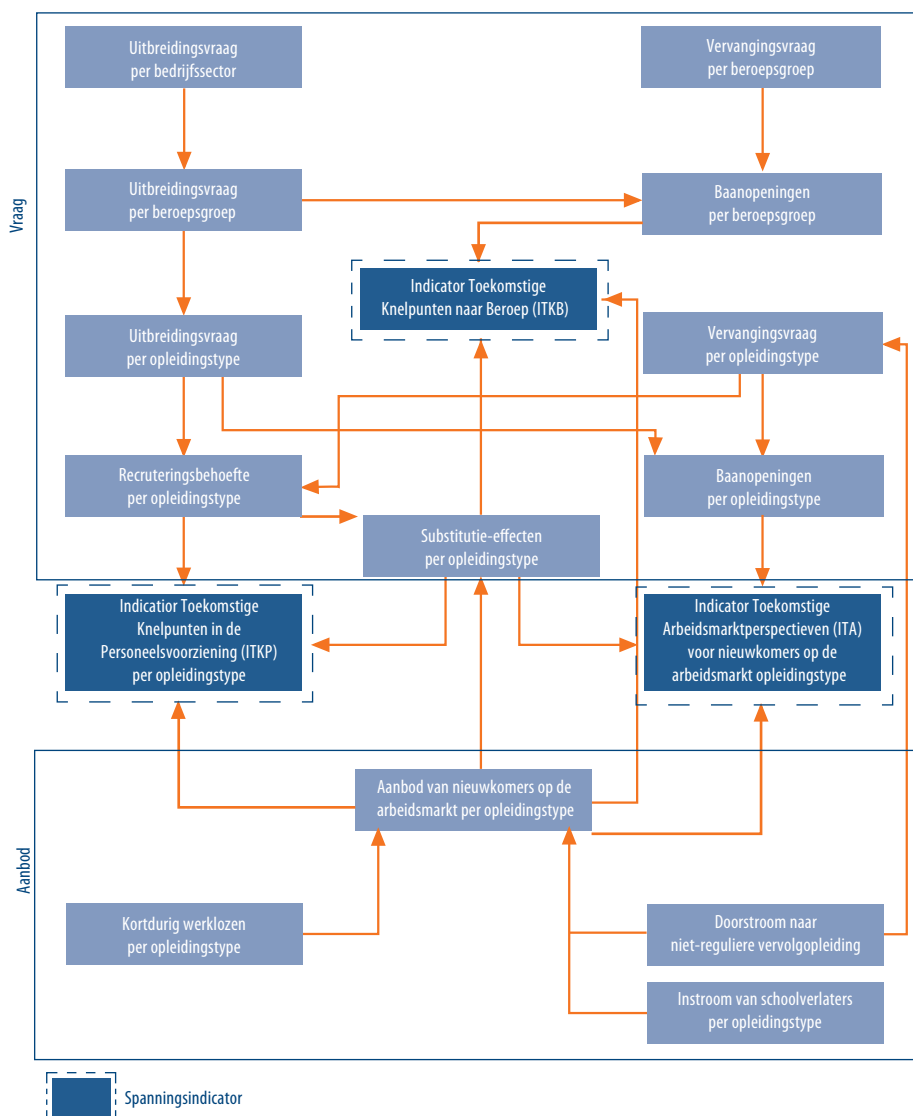 Uitbreidingsvraag
per bedrijfssector
Vervangingsvraag
per beroepsgroep
Vraag
Uitbreidingsvraag
per beroepsgroep
Baanopeningen
per beroepsgroep
Indicator Toekomstige
Knelpunten naar Beroep (ITKB)
Uitbreidingsvraag
per opleidingstype
Vervangingsvraag
per opleidingstype
Recruteringsbehoefte
per opleidingstype
Baanopeningen
per opleidingstype
Substitutie-effecten
per opleidingstype
Indicatior Toekomstige
Knelpunten in de
Personeelsvoorziening (ITKP)
per opleidingstype
Indicator Toekomstige
Arbeidsmarktperspectieven (ITA)
voor nieuwkomers op de
arbeidsmarkt opleidingstype
Aanbod
Aanbod van nieuwkomers op de
arbeidsmarkt per opleidingstype
Kortdurig werklozen
per opleidingstype
Doorstroom naar
niet-reguliere vervolgopleiding
Instroom van schoolverlaters
per opleidingstype
Spanningsindicator